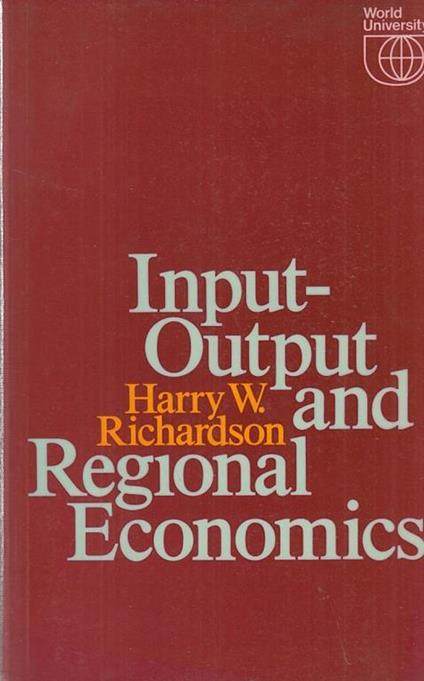 World
University
Input-
Output
Harry W.
Richardson
and
Regional
Economics